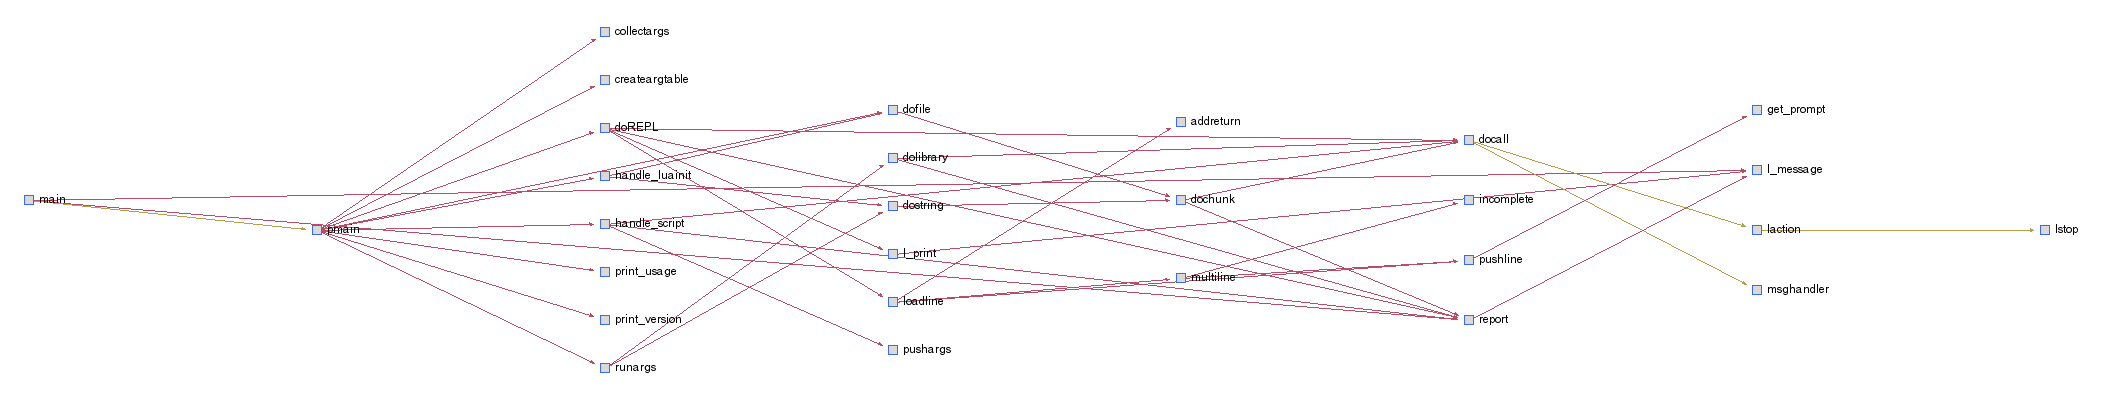 main
pmain
collectargs
createargtable
doREPL
handle_luainit
handle_script
print_usage
print_version
runargs
dofile
dolibrary
dostring
l_print
loadline
pushargs
addreturn
dochunk
multiline
docall
incomplete
pushline
report
get_prompt
l_message
laction
msghandler
lstop